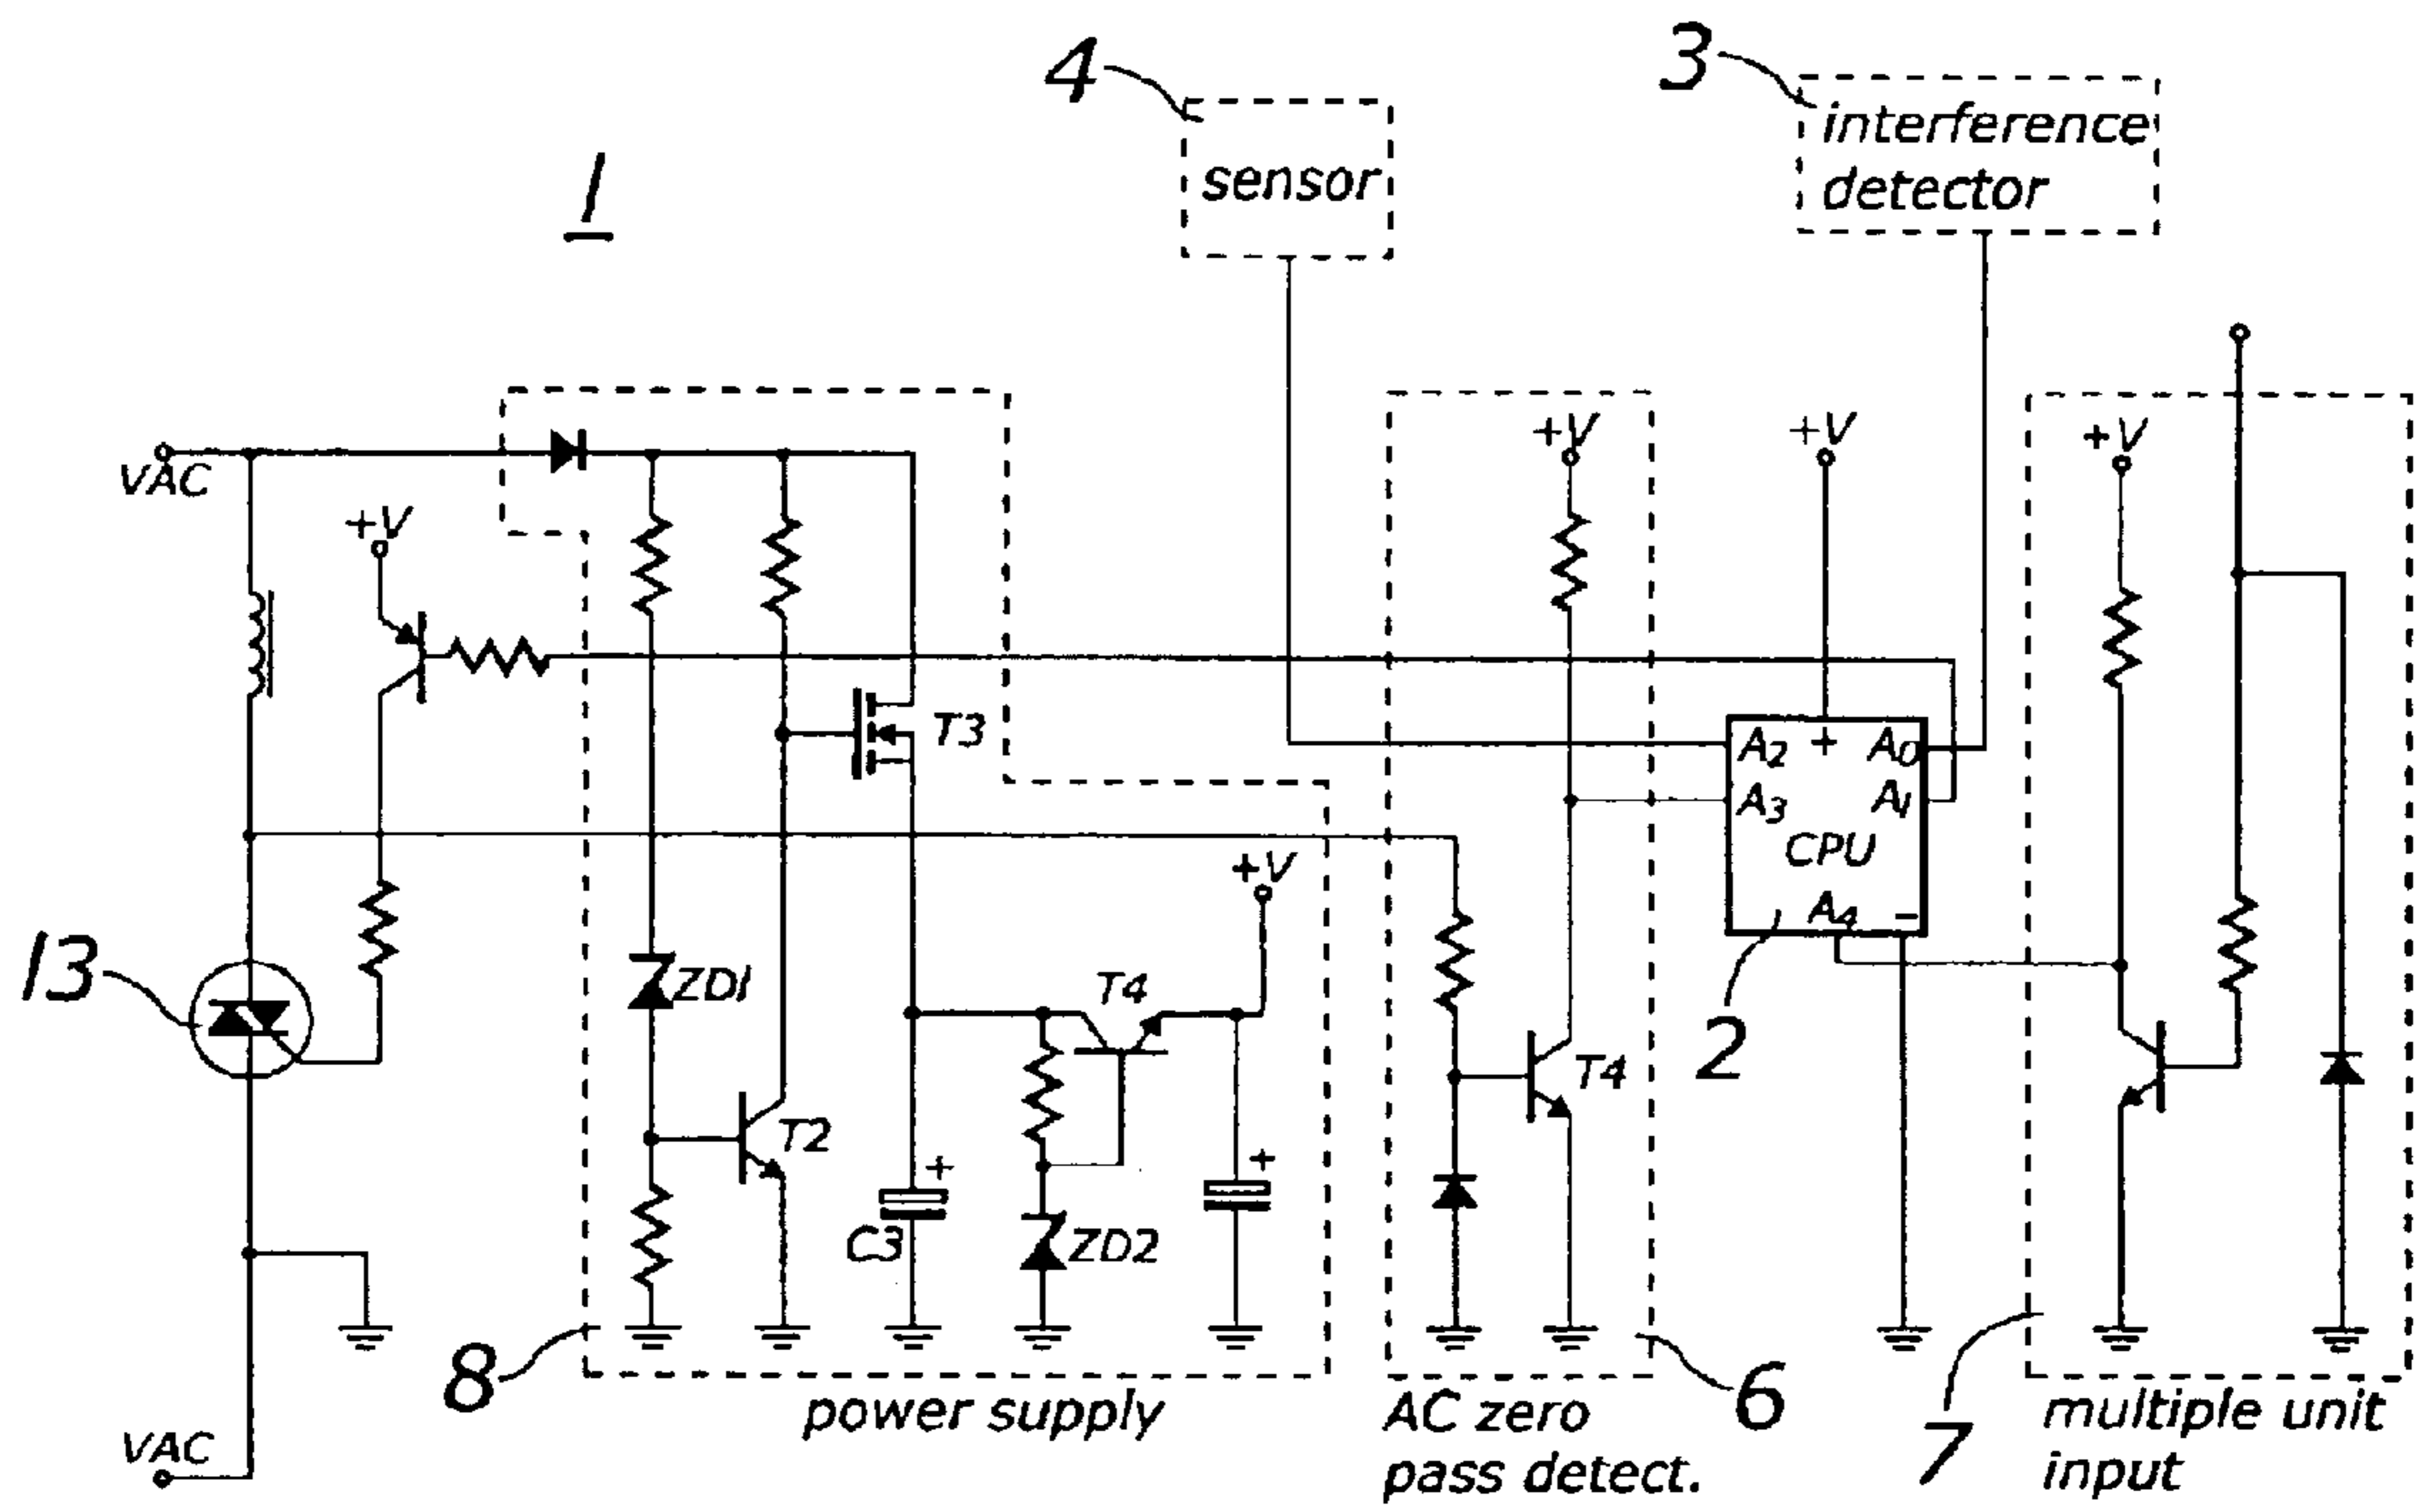 4
3
interference
detector
sensor
1
VAC
+V
+V
+V
+V
T3
A2
+
A0
A3
A1
CPU
A4
–
+V
13
ZD1
T4
2
T4
T2
+
+
C3
ZD2
8
power supply
6
AC zero
pass detect.
7
multiple unit
input
VAC